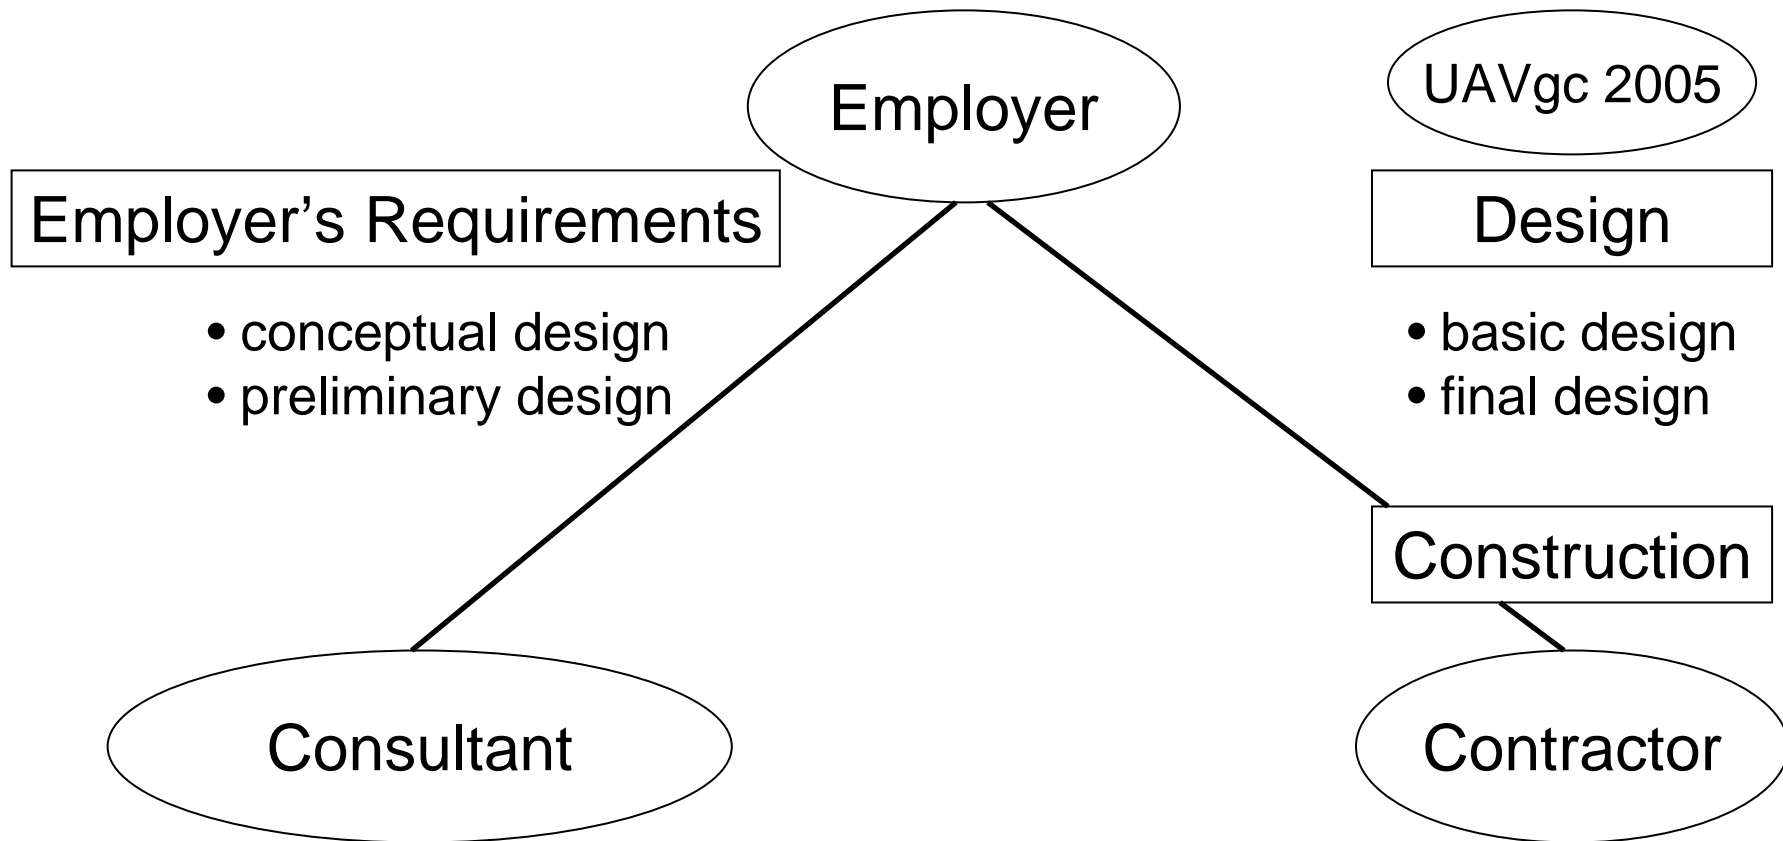 Employer
UAVgc 2005
Employer’s Requirements
Design
• conceptual design
• preliminary design
• basic design
• final design
Construction
Consultant
Contractor